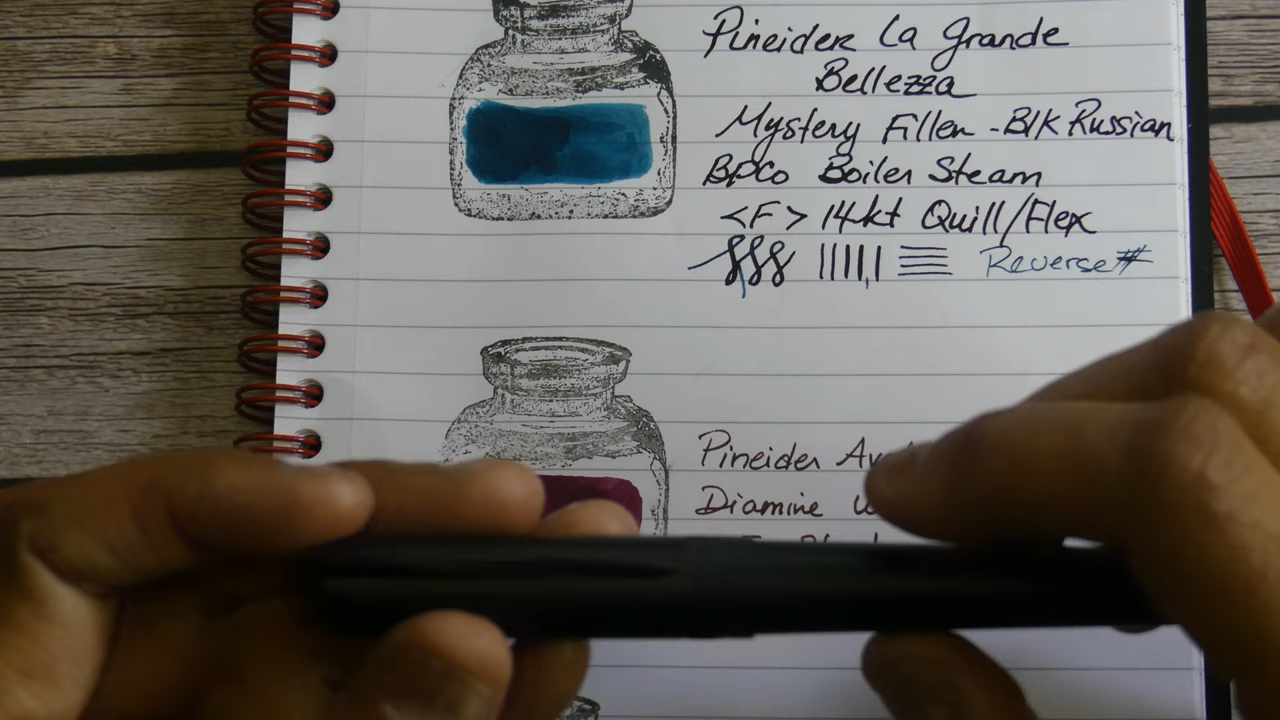 Pineider La Grande
Bellezza
Mystery Filler - Blk Russian
BPCo Boiler Steam
<F> 14kt Quill/Flex
Reverse #
Pineider
Diamine